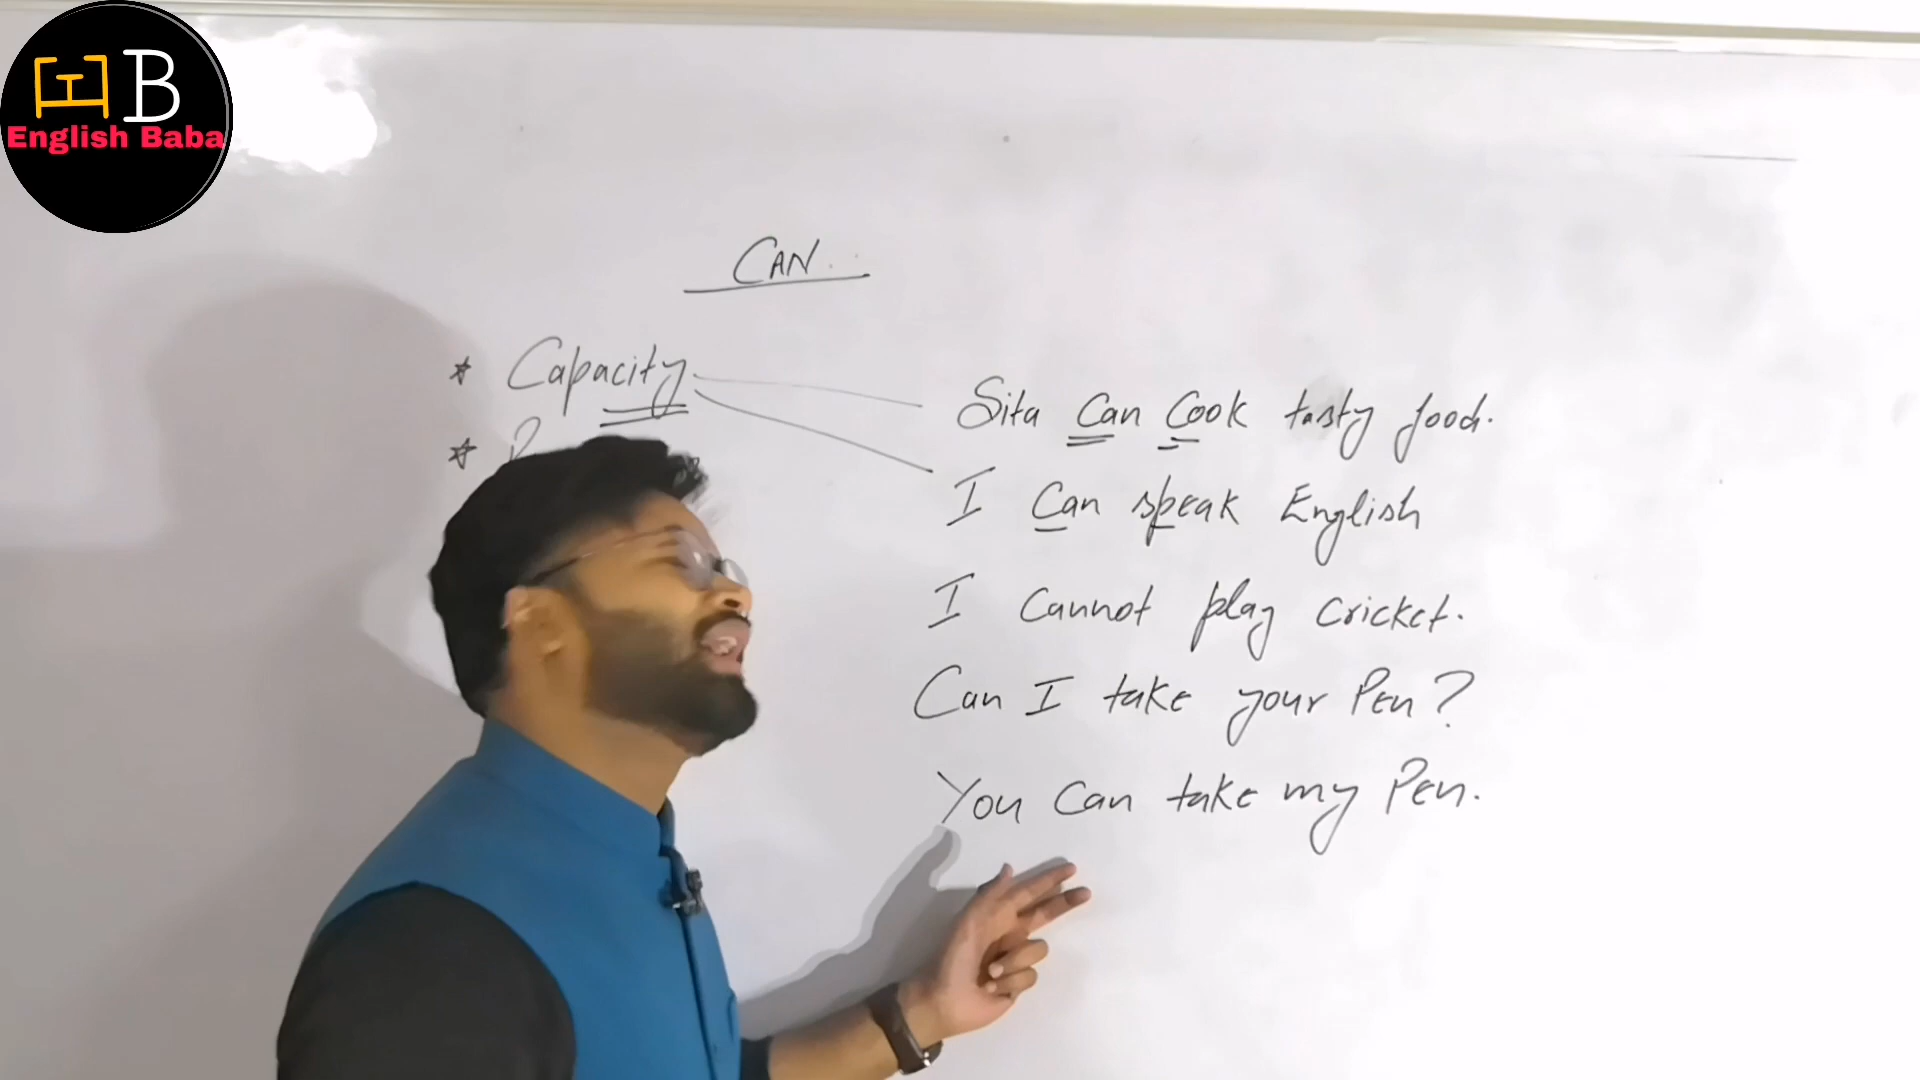 B
English Baba
CAN
* Capacity
*
Sita Can Cook tasty food.
I Can speak English
I Cannot play cricket.
Can I take your Pen?
You Can take my Pen.